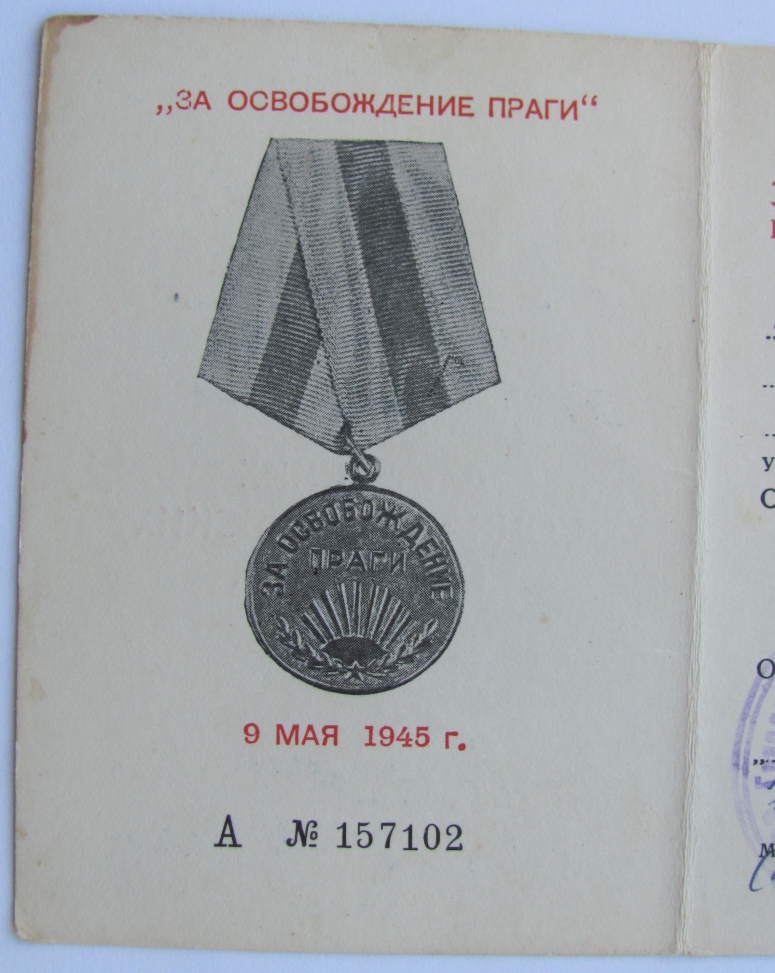 „ЗА ОСВОБОЖДЕНИЕ ПРАГИ“
ЗА ОСВОБОЖДЕНИЕ
ПРАГИ
9 МАЯ 1945 г.
А № 157102